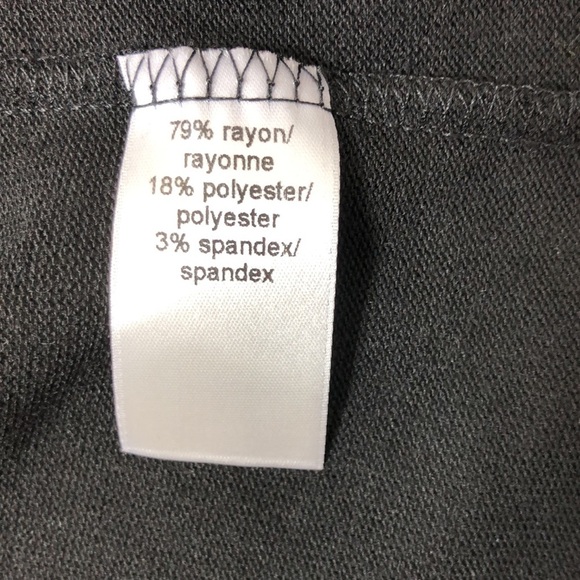 79% rayon/
rayonne
18% polyester/
polyester
3% spandex/
spandex